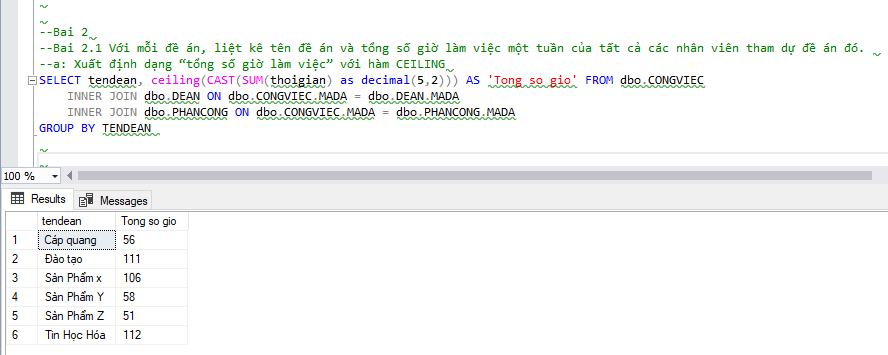 --Bai 2
--Bai 2.1 Với mỗi đề án, liệt kê tên đề án và tổng số giờ làm việc một tuần của tất cả các nhân viên tham dự đề án đó.
--a: Xuất định dạng “tổng số giờ làm việc” với hàm CEILING
SELECT tendean, ceiling(CAST(SUM(thoigian) as decimal(5,2))) AS 'Tong so gio' FROM dbo.CONGVIEC
INNER JOIN dbo.DEAN ON dbo.CONGVIEC.MADA = dbo.DEAN.MADA
INNER JOIN dbo.PHANCONG ON dbo.CONGVIEC.MADA = dbo.PHANCONG.MADA
GROUP BY TENDEAN
100 %
Results Messages
tendean Tong so gio
1 Cáp quang 56
2 Đào tạo 111
3 Sản Phẩm x 106
4 Sản Phẩm Y 58
5 Sản Phẩm Z 51
6 Tin Học Hóa 112